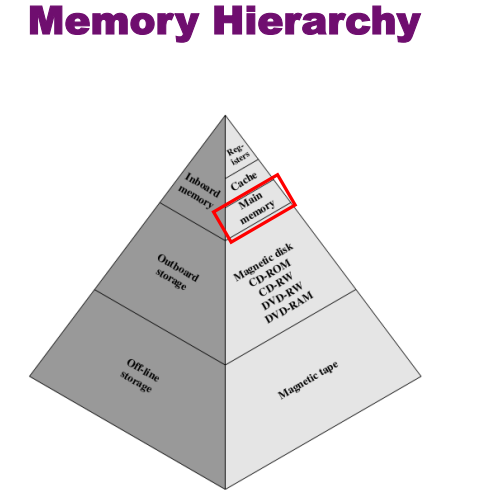 Memory Hierarchy
Reg-
isters
Cache
Main
memory
Inboard
memory
Outboard
storage
Magnetic disk
CD-ROM
CD-RW
DVD-RW
DVD-RAM
Off-line
storage
Magnetic tape